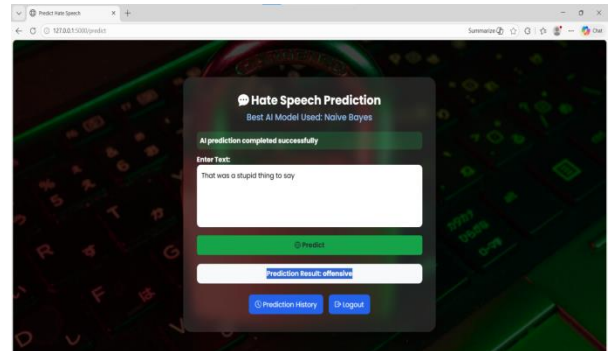 Predict Hate Speech
127.0.0.1:5000/predict
Summarize
Chat
Hate Speech Prediction
Best AI Model Used: Naive Bayes
AI prediction completed successfully
Enter Text:
That was a stupid thing to say
Predict
Prediction Result: offensive
Prediction History
Logout